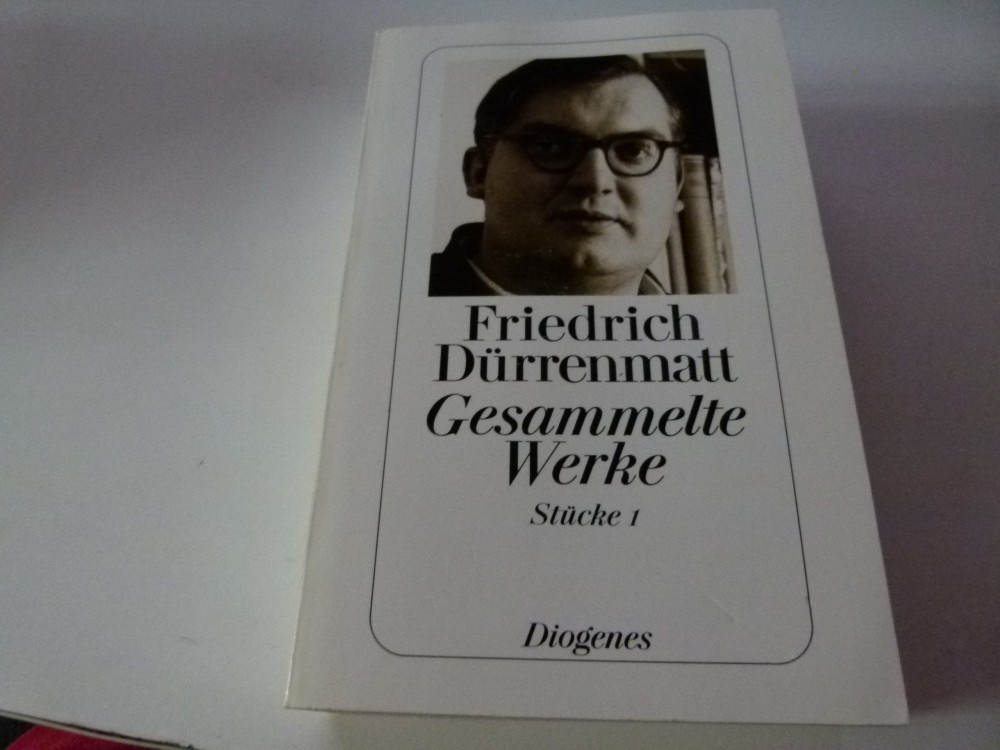 Friedrich
Dürrenmatt
Gesammelte
Werke
Stücke 1
Diogenes